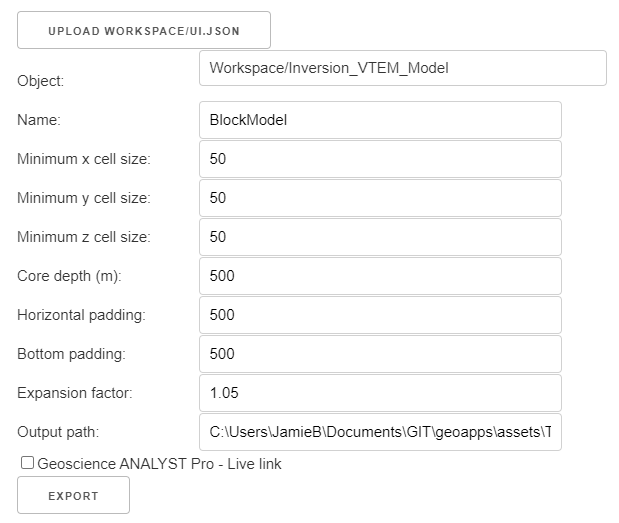 UPLOAD WORKSPACE/UI.JSON
Object: Workspace/Inversion_VTEM_Model
Name: BlockModel
Minimum x cell size: 50
Minimum y cell size: 50
Minimum z cell size: 50
Core depth (m): 500
Horizontal padding: 500
Bottom padding: 500
Expansion factor: 1.05
Output path: C:\Users\JamieB\Documents\GIT\geoapps\assets\T
Geoscience ANALYST Pro - Live link
EXPORT